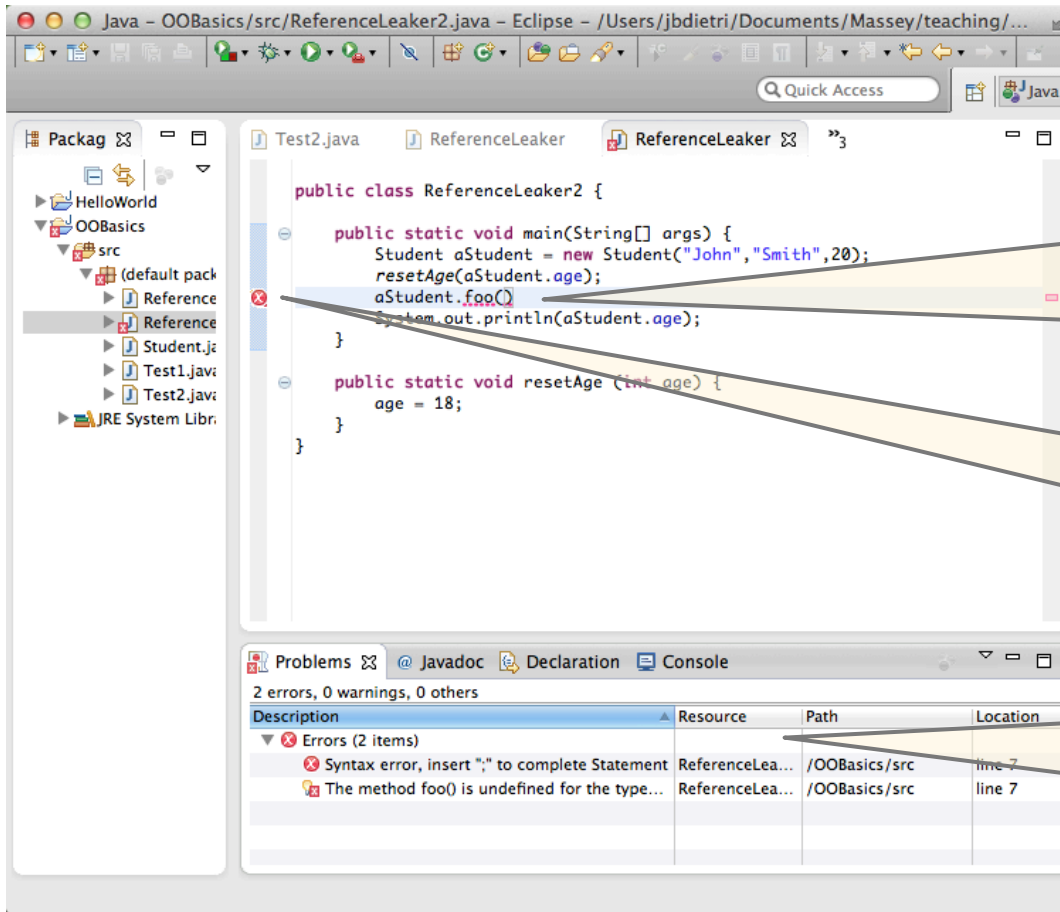 Java – OOBasics/src/ReferenceLeaker2.java – Eclipse – /Users/jbdietri/Documents/Massey/teaching/...
Quick Access
Java
Packag
HelloWorld
OOBasics
src
(default pack
Reference
Reference
Student.ja
Test1.java
Test2.java
JRE System Libr
Test2.java
ReferenceLeaker
ReferenceLeaker
»3
public class ReferenceLeaker2 {
public static void main(String[] args) {
Student aStudent = new Student("John","Smith",20);
resetAge(aStudent.age);
aStudent.foo()
System.out.println(aStudent.age);
}
public static void resetAge (int age) {
age = 18;
}
}
Problems @ Javadoc Declaration Console
2 errors, 0 warnings, 0 others
Description Resource Path Location
Errors (2 items)
Syntax error, insert ";" to complete Statement ReferenceLea... /OOBasics/src line 7
The method foo() is undefined for the type... ReferenceLea... /OOBasics/src line 7